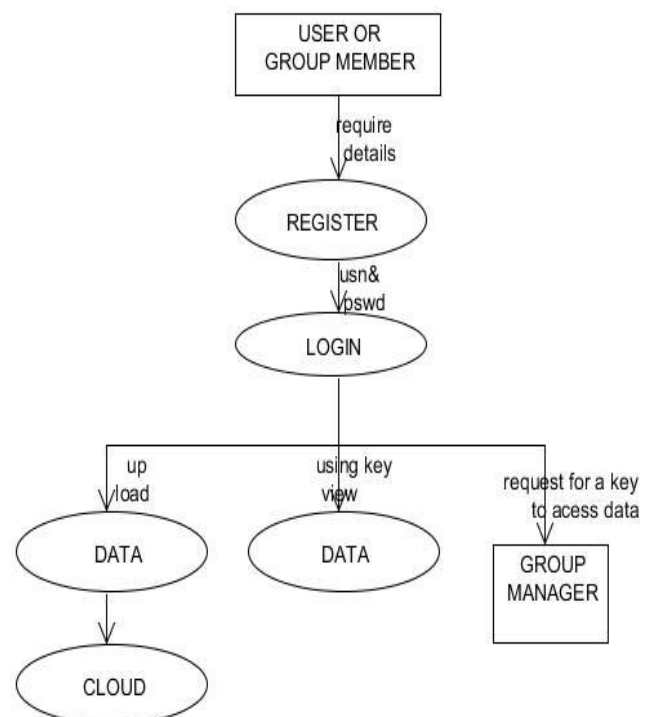 USER OR
GROUP MEMBER
require
details
REGISTER
usn&
pswd
LOGIN
up
load
using key
view
request for a key
to acess data
DATA
DATA
GROUP
MANAGER
CLOUD